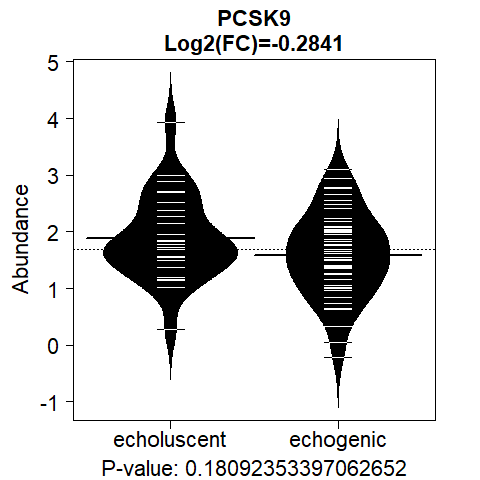 PCSK9
Log2(FC)=-0.2841
Abundance
5
4
3
2
1
0
-1
echoluscent echogenic
P-value: 0.18092353397062652